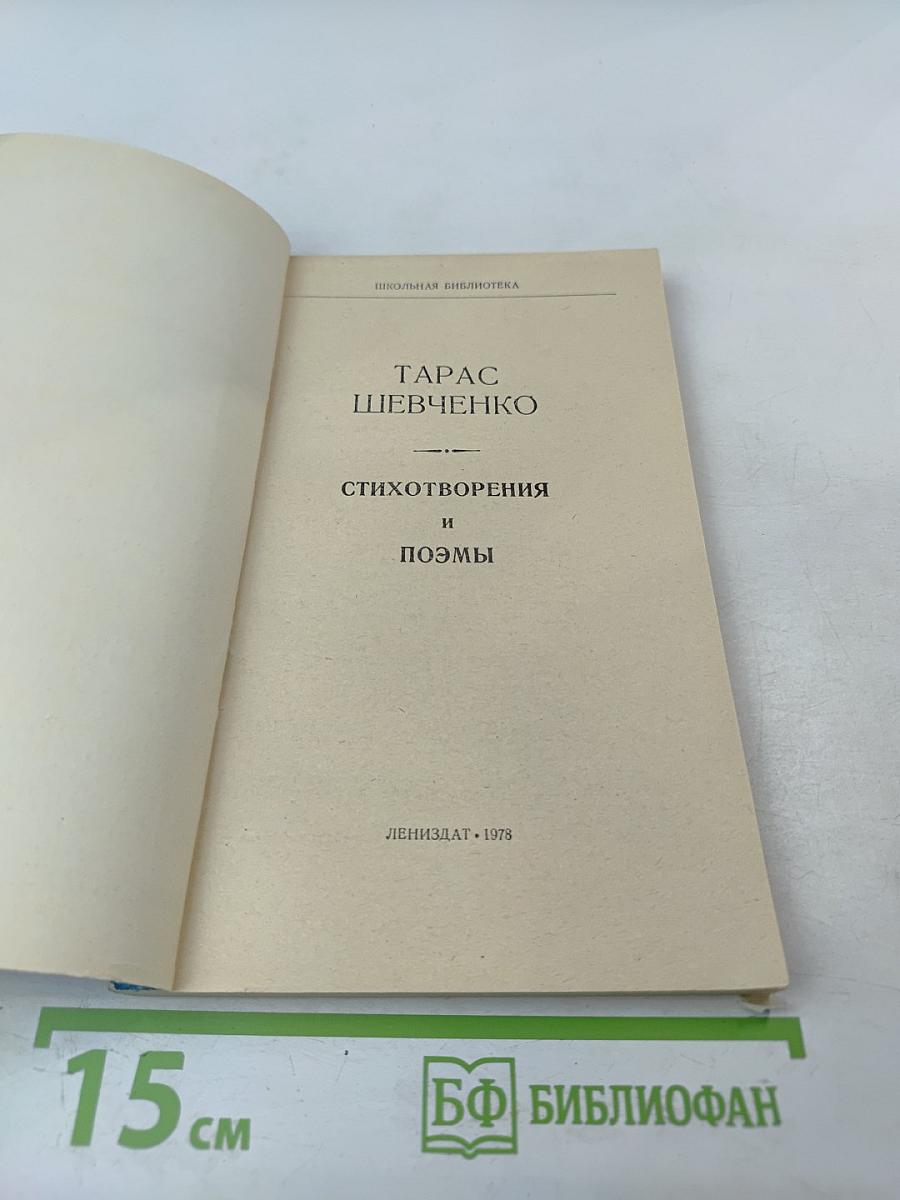 ШКОЛЬНАЯ БИБЛИОТЕКА
ТАРАС
ШЕВЧЕНКО
СТИХОТВОРЕНИЯ
и
ПОЭМЫ
ЛЕНИЗДАТ • 1978
15 см
БФ БИБЛИОФАН